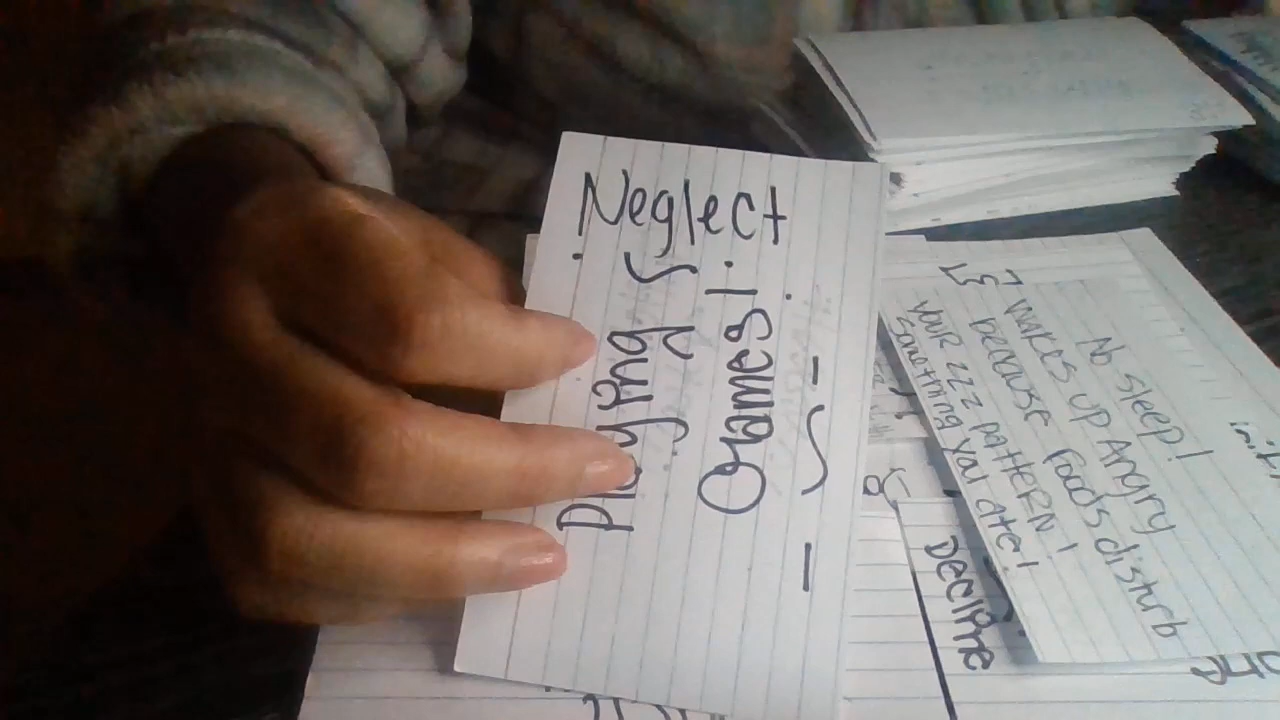 Neglect
Playing
Games!
No sleep!
wakes up Angry
because foods disturb
your zzz pattern!
Something you ate!
Decline